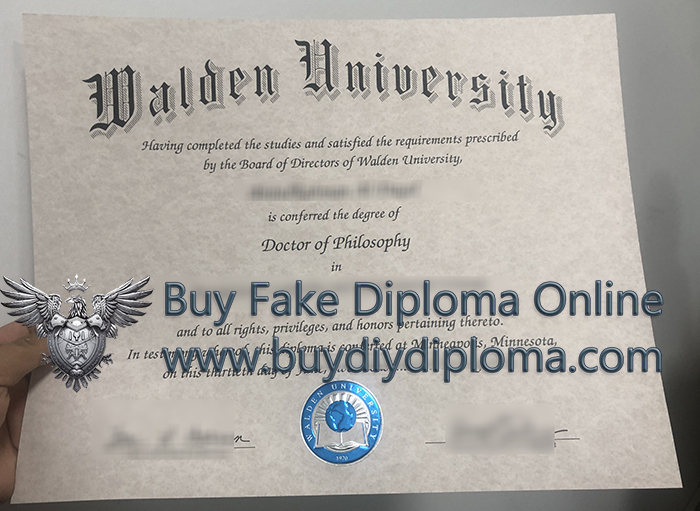 Walden University
Having completed the studies and satisfied the requirements prescribed
by the Board of Directors of Walden University,
is conferred the degree of
Doctor of Philosophy
in
Buy Fake Diploma Online
and to all rights, privileges, and honors pertaining thereto.
In diploma is at Minneapolis, Minnesota,
www.buydiydiploma.com
on this thirtieth day of
WALDEN UNIVERSITY
1970